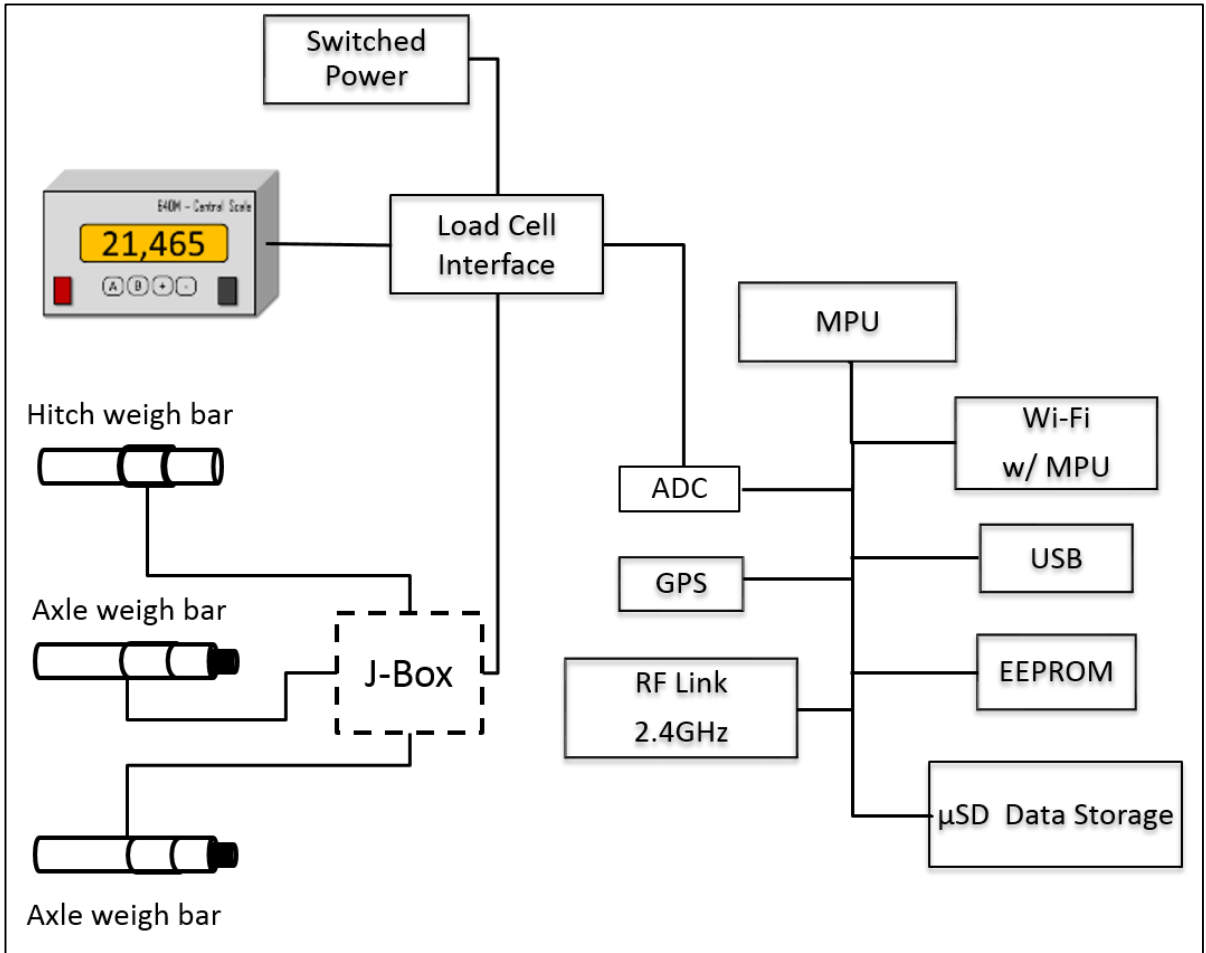 Switched
Power
640M - Central Scale
21,465
A B + -
Load Cell
Interface
MPU
Hitch weigh bar
Wi-Fi
w/ MPU
ADC
USB
GPS
Axle weigh bar
J-Box
EEPROM
RF Link
2.4GHz
µSD Data Storage
Axle weigh bar